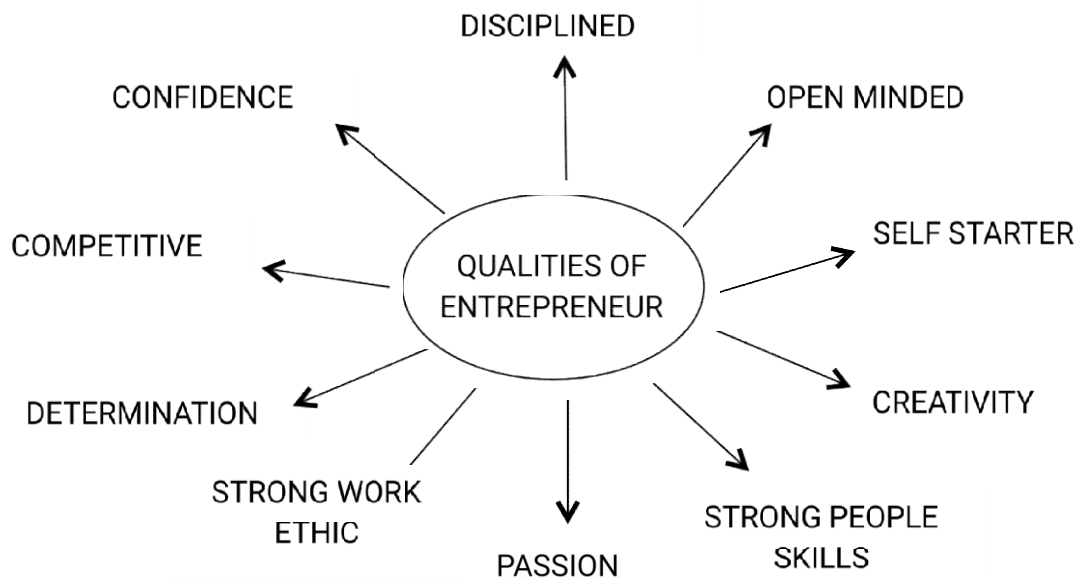 DISCIPLINED
CONFIDENCE
OPEN MINDED
COMPETITIVE
SELF STARTER
QUALITIES OF
ENTREPRENEUR
DETERMINATION
CREATIVITY
STRONG WORK
ETHIC
STRONG PEOPLE
SKILLS
PASSION